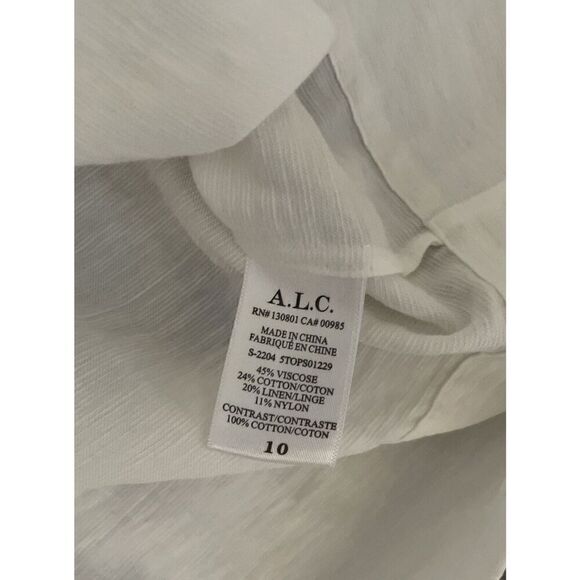 A.L.C.
RN# 130801 CA# 00985
MADE IN CHINA
FABRIQUÉ EN CHINE
S-2204 5TOPS01229
45% VISCOSE
24% COTTON/COTON
20% LINEN/LINGE
11% NYLON
CONTRAST/CONTRASTE
100% COTTON/COTON
10